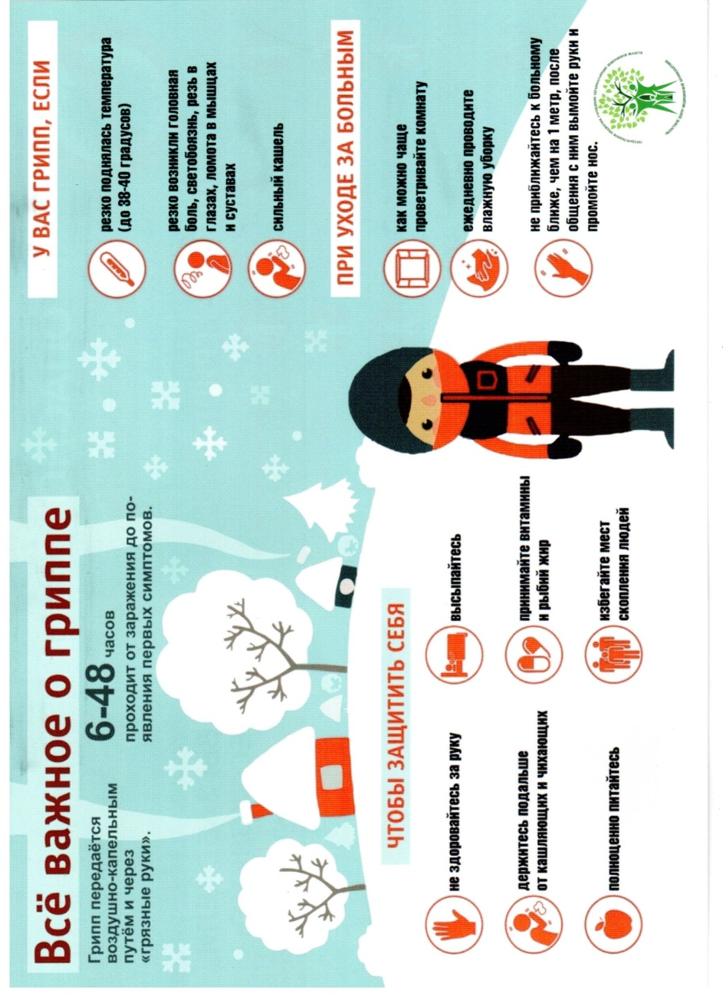 Всё важное о гриппе
Грипп передаётся
воздушно-капельным
путём и через
«грязные руки».
6-48 часов
проходит от заражения до по-
явления первых симптомов.
У ВАС ГРИПП, ЕСЛИ
резко поднялась температура
(до 38-40 градусов)
резко возникли головная
боль, светобоязнь, резь в
глазах, ломота в мышцах
и суставах
сильный кашель
ПРИ УХОДЕ ЗА БОЛЬНЫМ
как можно чаще
проветривайте комнату
ежедневно проводите
влажную уборку
не приближайтесь к больному
ближе, чем на 1 метр, после
общения с ним вымойте руки и
промойте нос.
ЧТОБЫ ЗАЩИТИТЬ СЕБЯ
не здоровайтесь за руку
держитесь подальше
от кашляющих и чихающих
полноценно питайтесь
высыпайтесь
принимайте витамины
и рыбий жир
избегайте мест
скопления людей